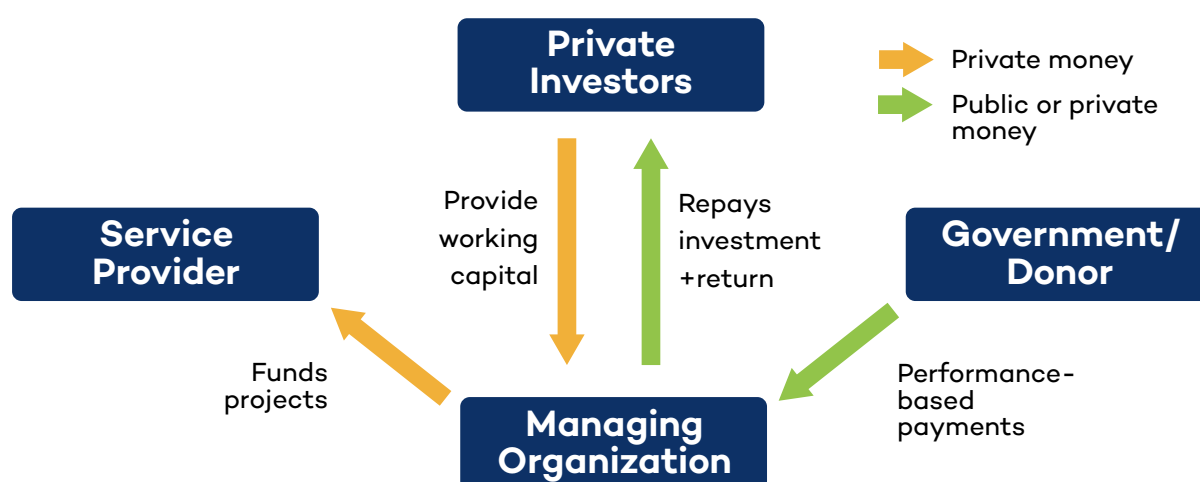 Private
Investors
Private money
Public or private
money
Provide
working
capital
Repays
investment
+return
Service
Provider
Government/
Donor
Funds
projects
Performance-
based
payments
Managing
Organization